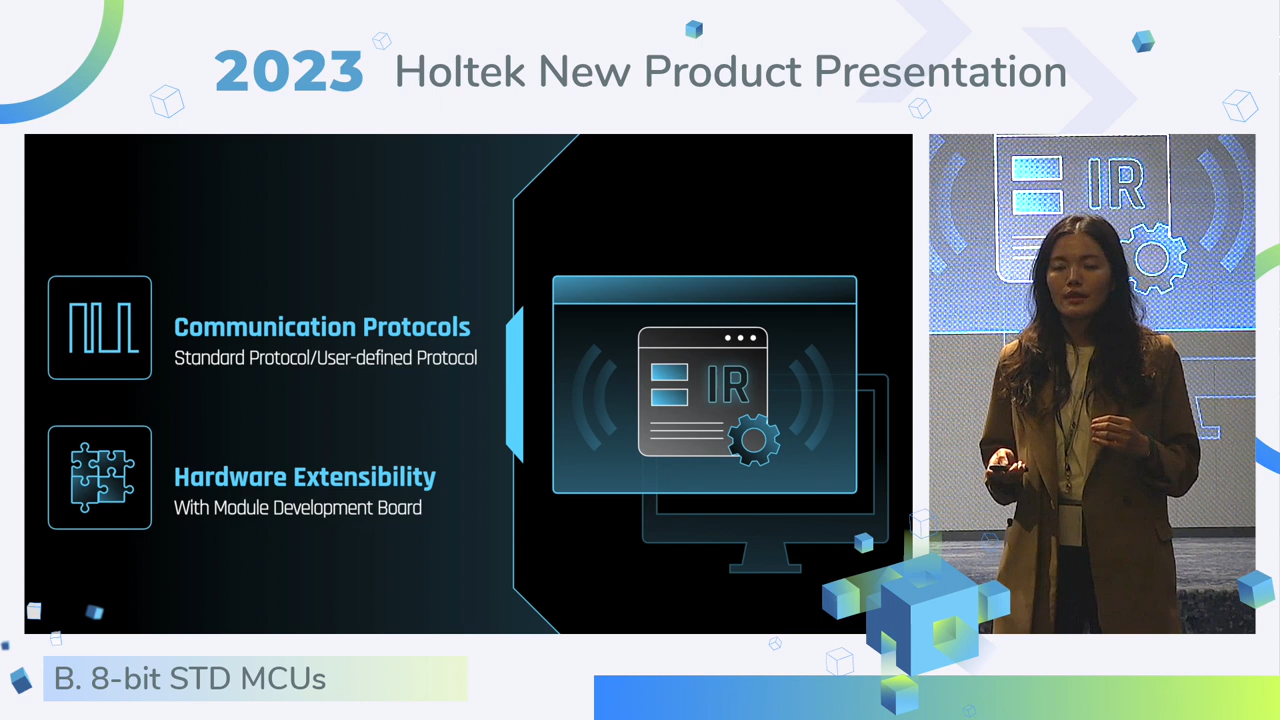 2023 Holtek New Product Presentation
Communication Protocols
Standard Protocol/User-defined Protocol
Hardware Extensibility
With Module Development Board
IR
IR
B. 8-bit STD MCUs